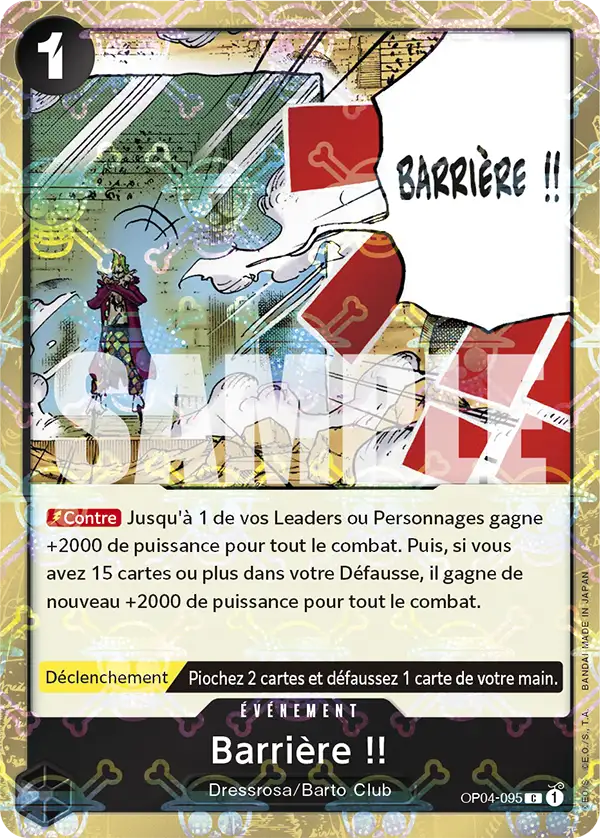 1
BARRIÈRE !!
SAMPLE
Contre Jusqu'à 1 de vos Leaders ou Personnages gagne
+2000 de puissance pour tout le combat. Puis, si vous
avez 15 cartes ou plus dans votre Défausse, il gagne de
nouveau +2000 de puissance pour tout le combat.
Déclenchement Piochez 2 cartes et défaussez 1 carte de votre main.
ÉVÉNEMENT
Barrière !!
Dressrosa/Barto Club
OP04-095 C 1
©E.O./S. ©E.O./S., T.A. BANDAI MADE IN JAPAN